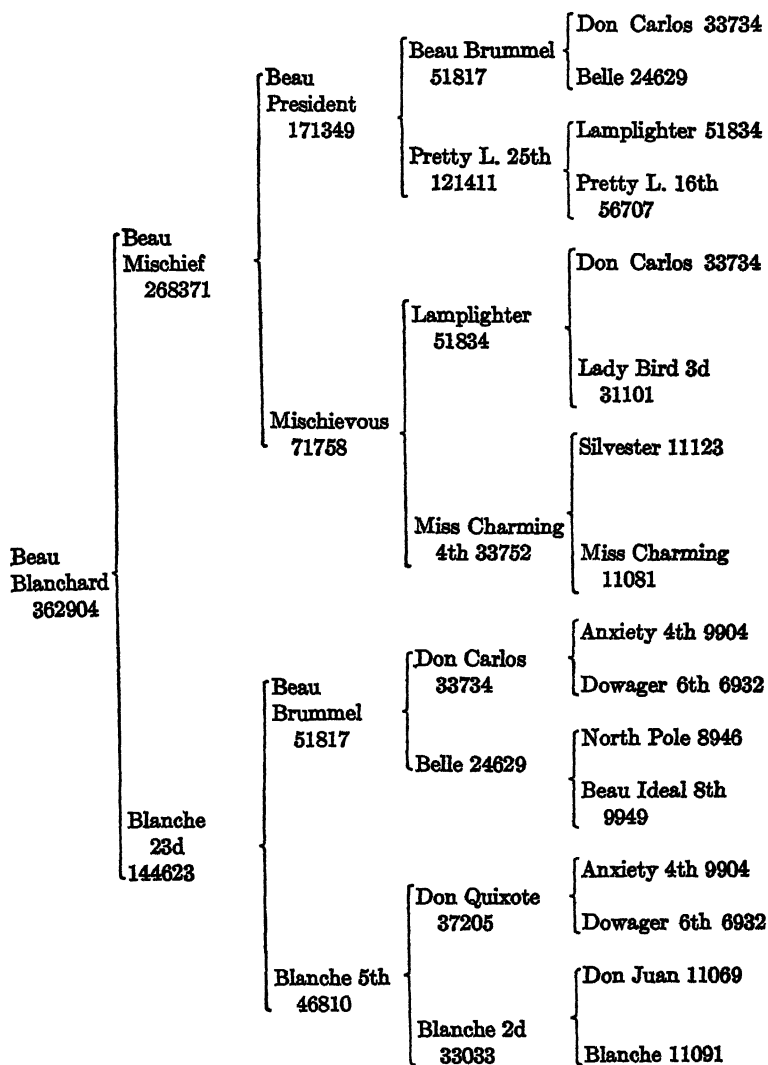 Don Carlos 33734
Beau Brummel
51817
Belle 24629
Beau
President
171349
Lamplighter 51834
Pretty L. 25th
121411
Pretty L. 16th
56707
Beau
Mischief
268371
Don Carlos 33734
Lamplighter
51834
Lady Bird 3d
31101
Mischievous
71758
Silvester 11123
Miss Charming
4th 33752
Miss Charming
11081
Beau
Blanchard
362904
Anxiety 4th 9904
Don Carlos
33734
Dowager 6th 6932
Beau
Brummel
51817
North Pole 8946
Belle 24629
Beau Ideal 8th
9949
Blanche
23d
144623
Anxiety 4th 9904
Don Quixote
37205
Dowager 6th 6932
Blanche 5th
46810
Don Juan 11069
Blanche 2d
33033
Blanche 11091